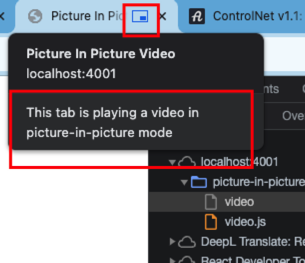 Picture In Pic
ControlNet v1.1:
Picture In Picture Video
localhost:4001
This tab is playing a video in
picture-in-picture mode
nts
Ove
localhost:4001
picture-in-picture
video
video.js
DeepL Translate: Re
React Developer To